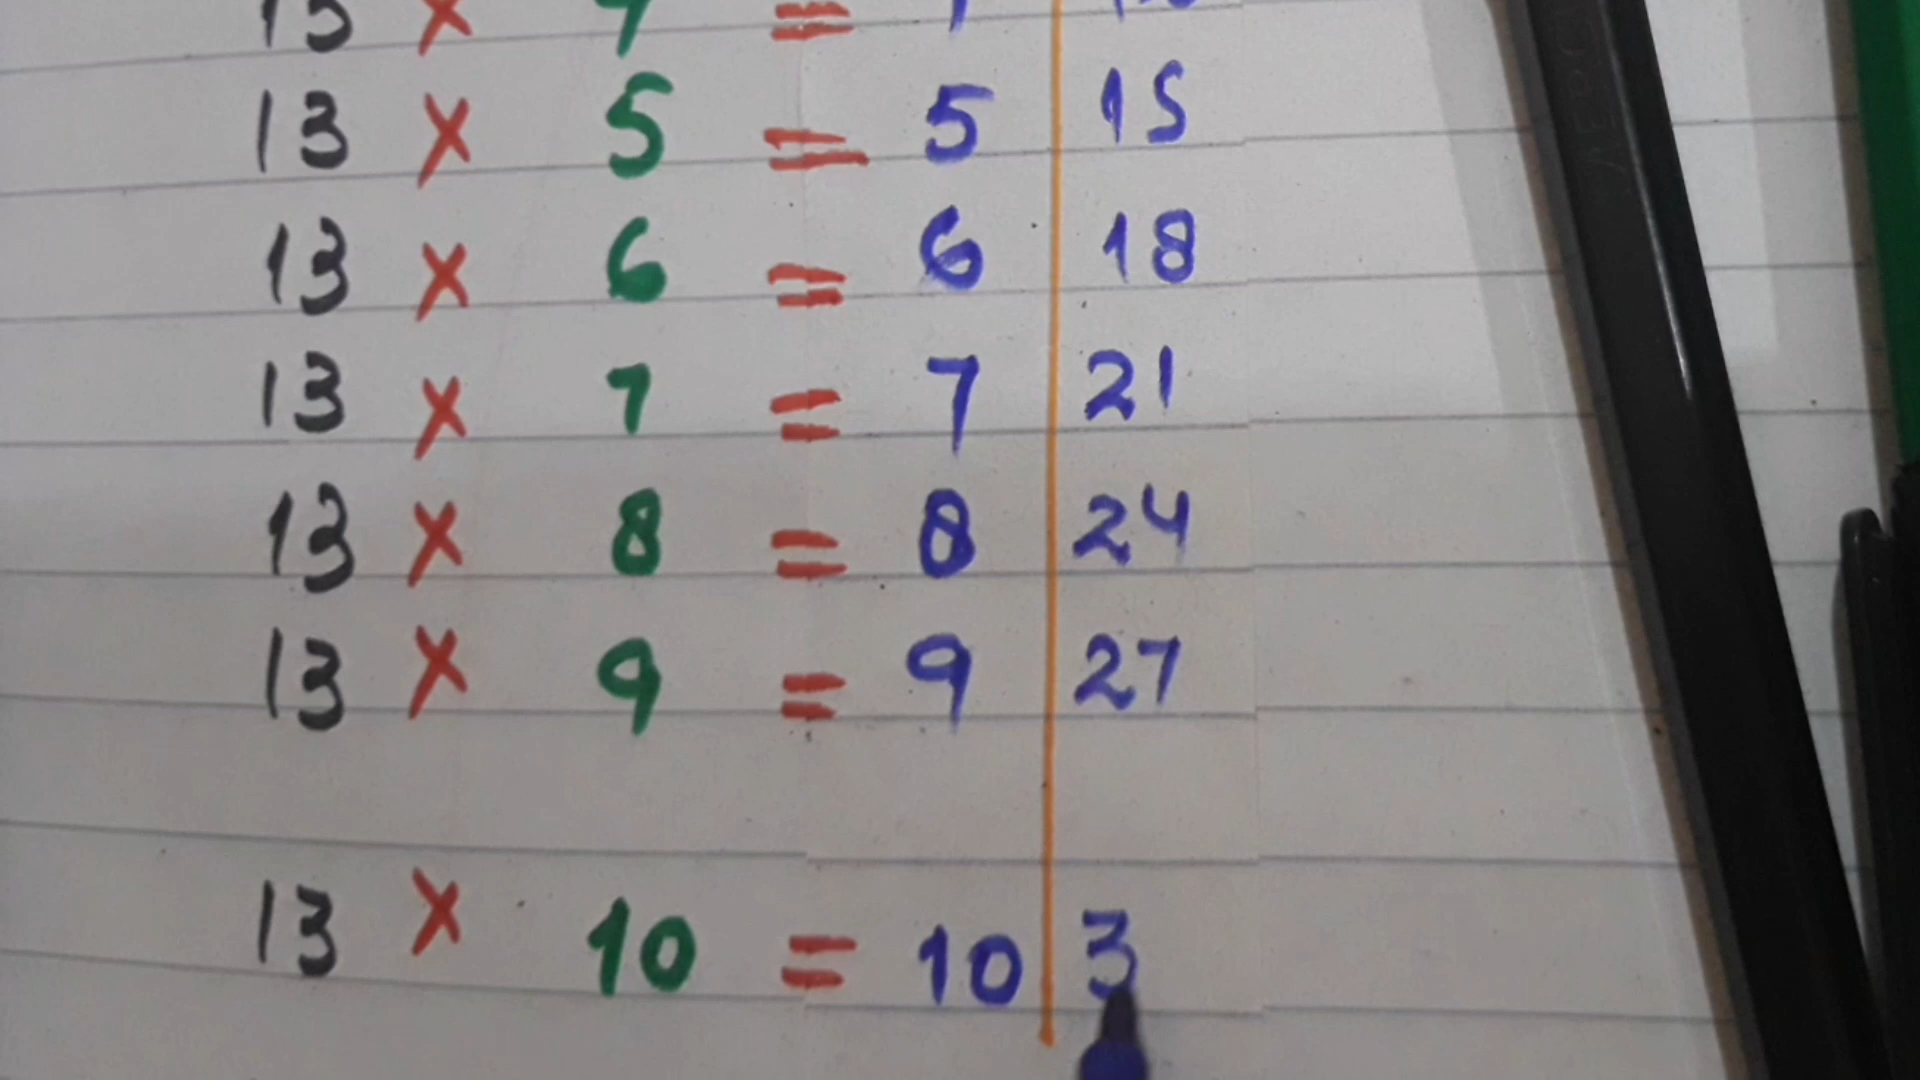 13 × 5 = 5 | 15
13 × 6 = 6 | 18
13 × 7 = 7 | 21
13 × 8 = 8 | 24
13 × 9 = 9 | 27
13 × 10 = 10 | 3